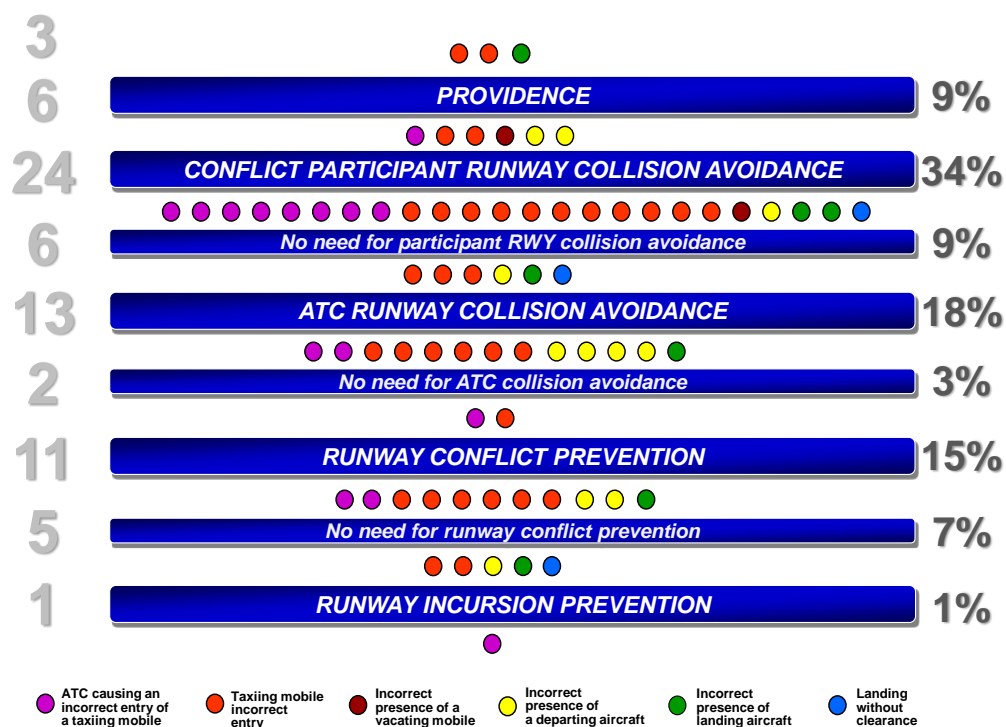 3
6
PROVIDENCE
9%
24
CONFLICT PARTICIPANT RUNWAY COLLISION AVOIDANCE
34%
6
No need for participant RWY collision avoidance
9%
13
ATC RUNWAY COLLISION AVOIDANCE
18%
2
No need for ATC collision avoidance
3%
11
RUNWAY CONFLICT PREVENTION
15%
5
No need for runway conflict prevention
7%
1
RUNWAY INCURSION PREVENTION
1%
ATC causing an
incorrect entry of
a taxiing mobile
Taxiing mobile
incorrect
entry
Incorrect
presence of a
vacating mobile
Incorrect
presence of
a departing aircraft
Incorrect
presence of
landing aircraft
Landing
without
clearance